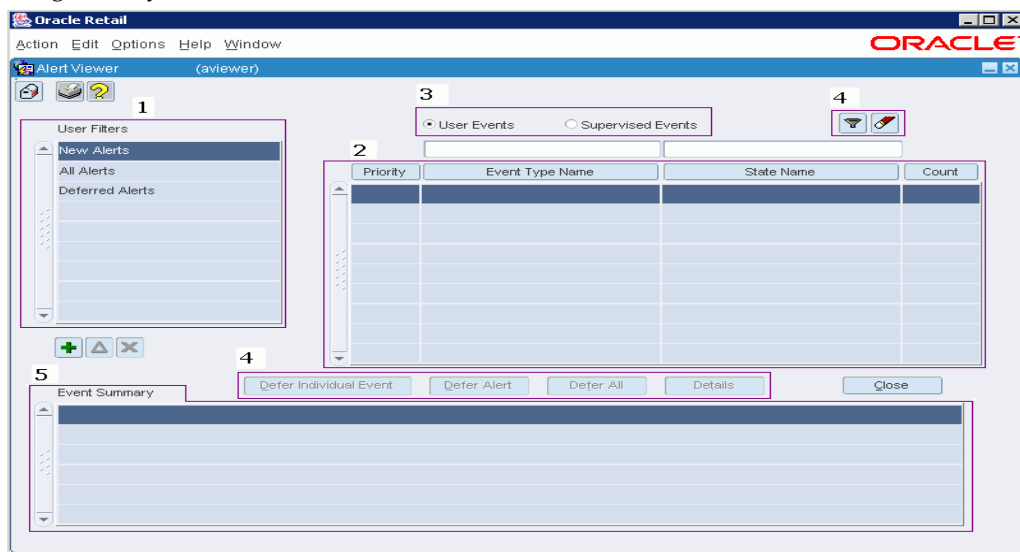 Oracle Retail
Action Edit Options Help Window
ORACLE
Alert Viewer (aviewer)
1
3
4
User Events Supervised Events
User Filters
New Alerts
All Alerts
Deferred Alerts
2
Priority Event Type Name State Name Count
4
Defer Individual Event Defer Alert Defer All Details Close
5
Event Summary